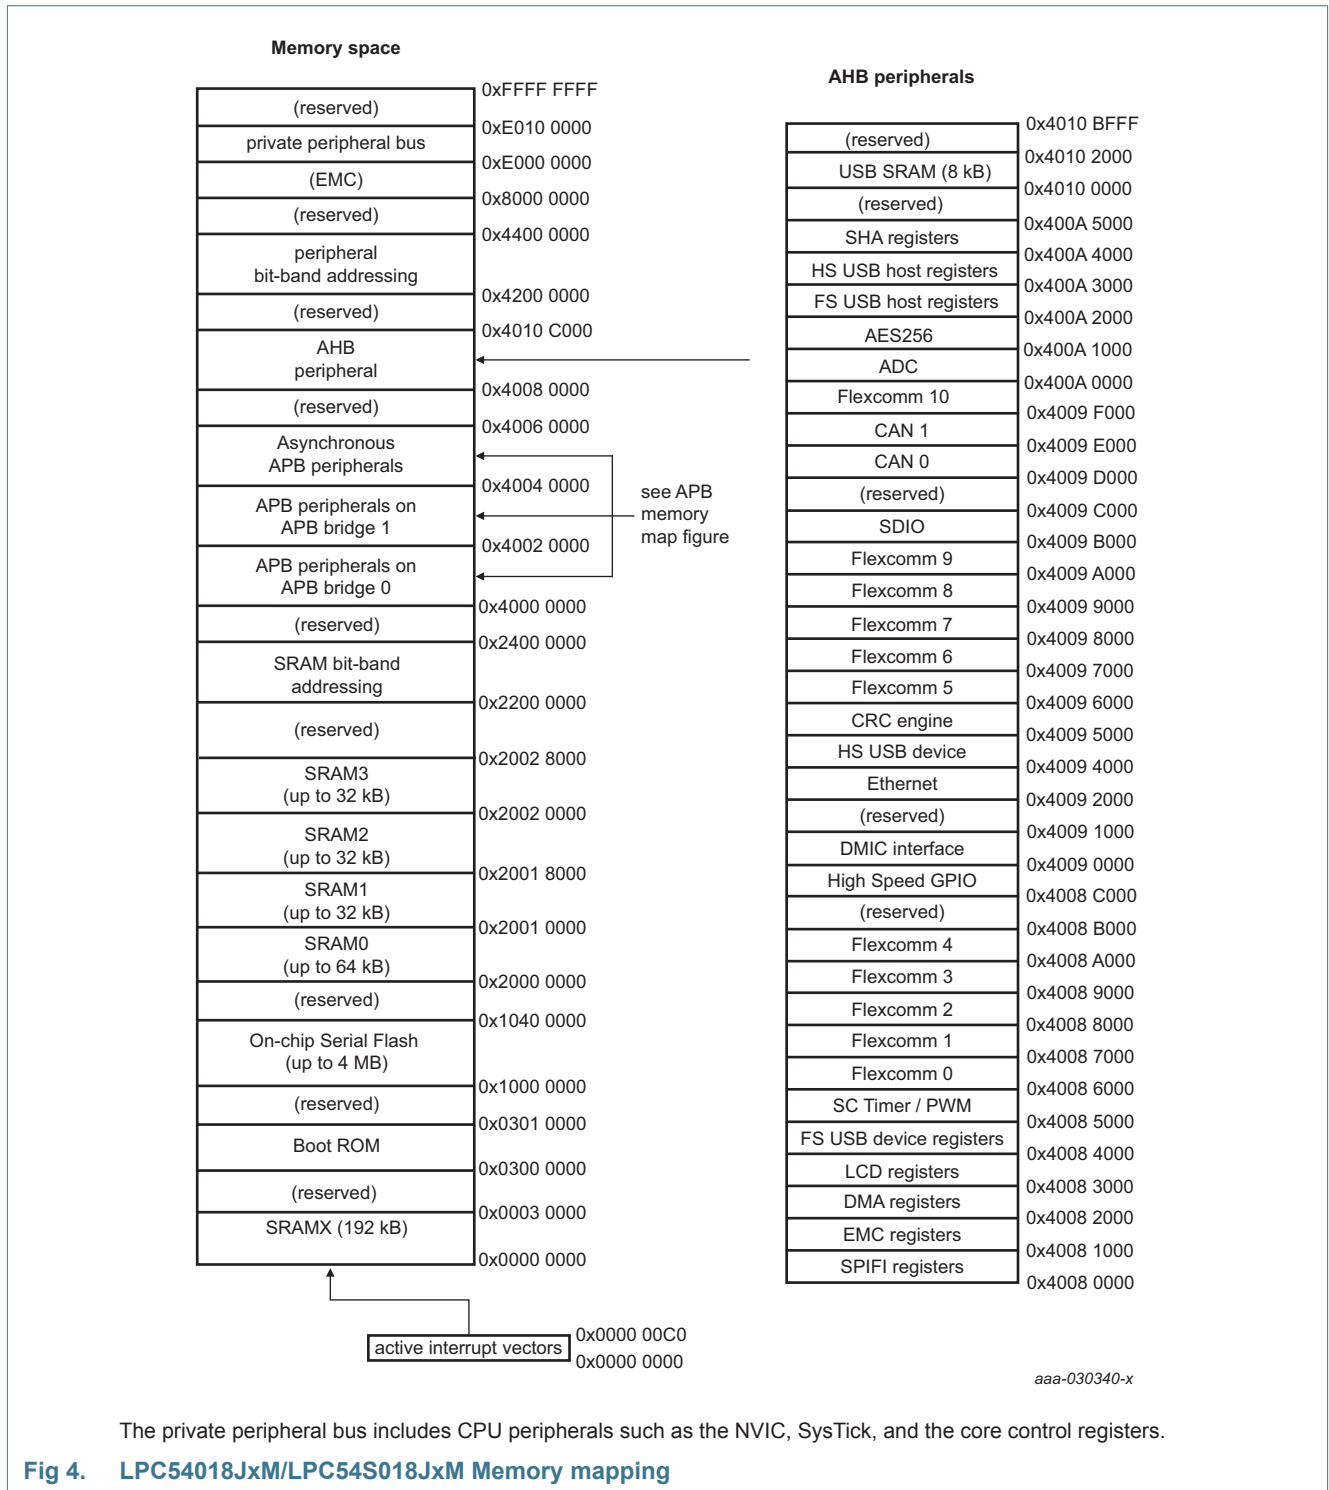 Memory space
0xFFFF FFFF
(reserved)
0xE010 0000
private peripheral bus
0xE000 0000
(EMC)
0x8000 0000
(reserved)
0x4400 0000
peripheral
bit-band addressing
0x4200 0000
(reserved)
0x4010 C000
AHB
peripheral
0x4008 0000
(reserved)
0x4006 0000
Asynchronous
APB peripherals
0x4004 0000
APB peripherals on
APB bridge 1
0x4002 0000
APB peripherals on
APB bridge 0
0x4000 0000
(reserved)
0x2400 0000
SRAM bit-band
addressing
0x2200 0000
(reserved)
0x2002 8000
SRAM3
(up to 32 kB)
0x2002 0000
SRAM2
(up to 32 kB)
0x2001 8000
SRAM1
(up to 32 kB)
0x2001 0000
SRAM0
(up to 64 kB)
0x2000 0000
(reserved)
0x1040 0000
On-chip Serial Flash
(up to 4 MB)
0x1000 0000
(reserved)
0x0301 0000
Boot ROM
0x0300 0000
(reserved)
0x0003 0000
SRAMX (192 kB)
0x0000 0000
active interrupt vectors
0x0000 00C0
0x0000 0000
see APB
memory
map figure
AHB peripherals
0x4010 BFFF
(reserved)
0x4010 2000
USB SRAM (8 kB)
0x4010 0000
(reserved)
0x400A 5000
SHA registers
0x400A 4000
HS USB host registers
0x400A 3000
FS USB host registers
0x400A 2000
AES256
0x400A 1000
ADC
0x400A 0000
Flexcomm 10
0x4009 F000
CAN 1
0x4009 E000
CAN 0
0x4009 D000
(reserved)
0x4009 C000
SDIO
0x4009 B000
Flexcomm 9
0x4009 A000
Flexcomm 8
0x4009 9000
Flexcomm 7
0x4009 8000
Flexcomm 6
0x4009 7000
Flexcomm 5
0x4009 6000
CRC engine
0x4009 5000
HS USB device
0x4009 4000
Ethernet
0x4009 2000
(reserved)
0x4009 1000
DMIC interface
0x4009 0000
High Speed GPIO
0x4008 C000
(reserved)
0x4008 B000
Flexcomm 4
0x4008 A000
Flexcomm 3
0x4008 9000
Flexcomm 2
0x4008 8000
Flexcomm 1
0x4008 7000
Flexcomm 0
0x4008 6000
SC Timer / PWM
0x4008 5000
FS USB device registers
0x4008 4000
LCD registers
0x4008 3000
DMA registers
0x4008 2000
EMC registers
0x4008 1000
SPIFI registers
0x4008 0000
aaa-030340-x
The private peripheral bus includes CPU peripherals such as the NVIC, SysTick, and the core control registers.
Fig 4. LPC54018JxM/LPC54S018JxM Memory mapping